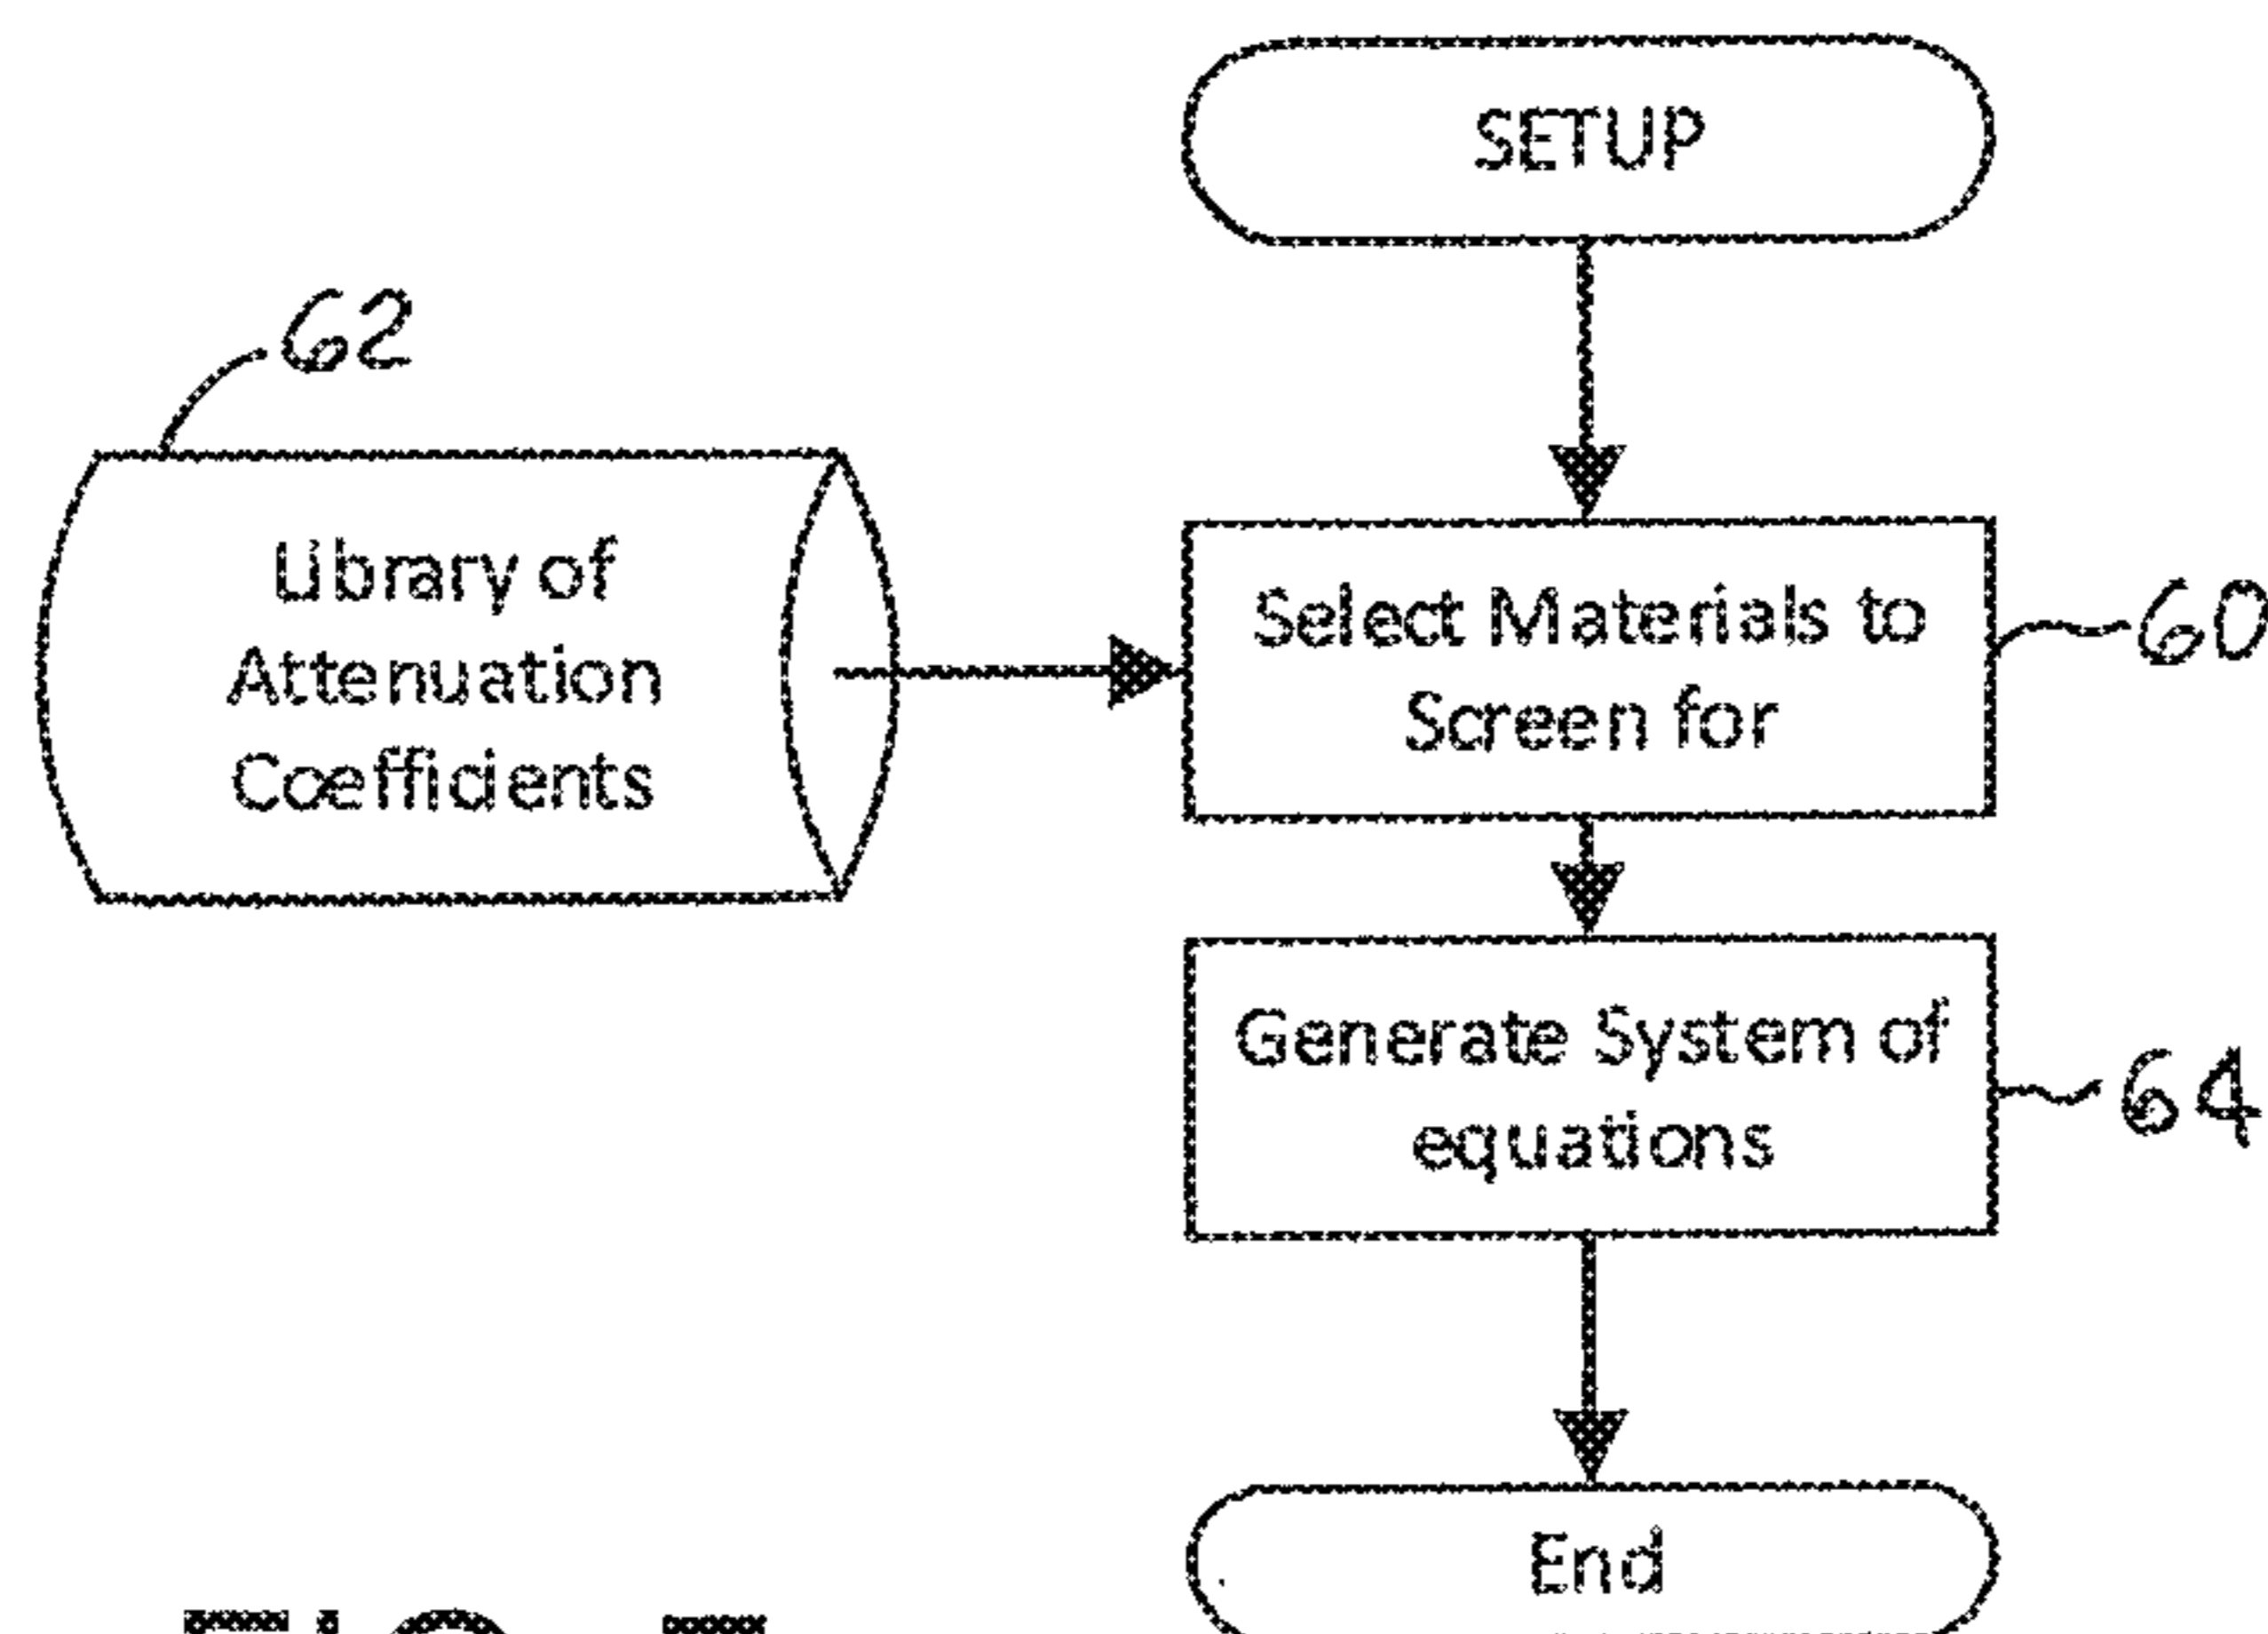 SETUP
62
Library of
Attenuation
Coefficients
Select Materials to
Screen for
60
Generate System of
equations
64
End